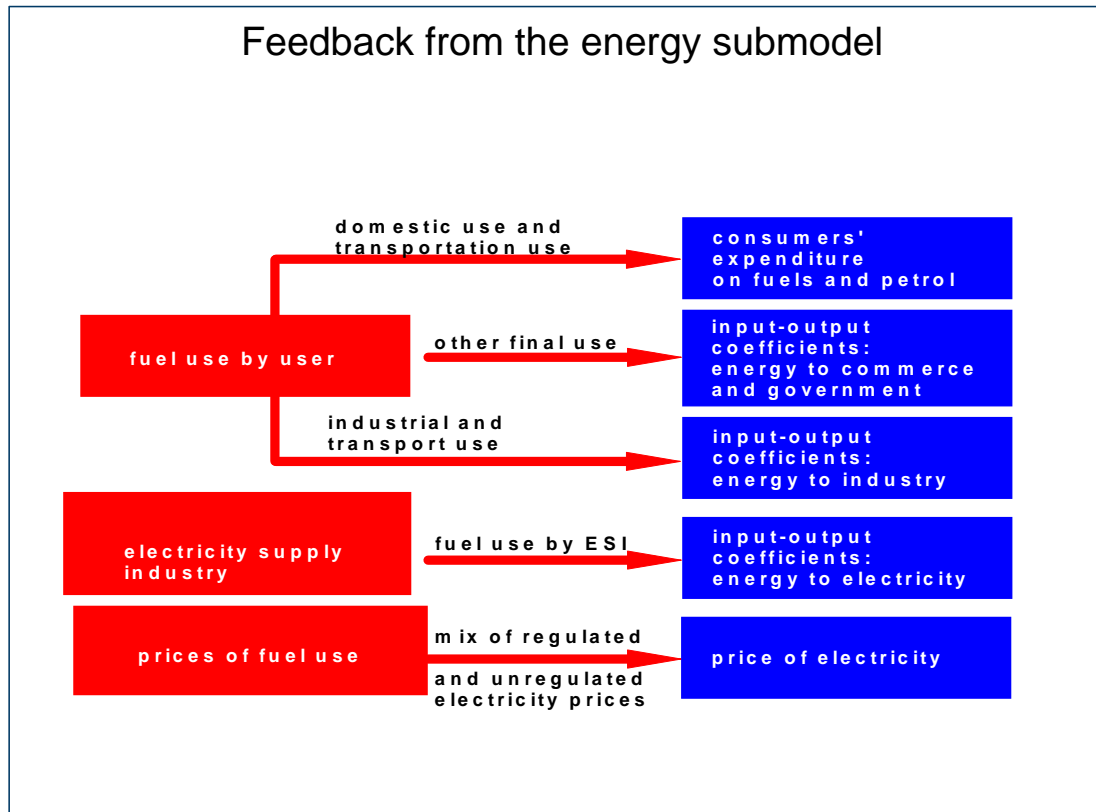 Feedback from the energy submodel
domestic use and
transportation use
consumers'
expenditure
on fuels and petrol
fuel use by user
other final use
input-output
coefficients:
energy to commerce
and government
industrial and
transport use
input-output
coefficients:
energy to industry
electricity supply
industry
fuel use by ESI
input-output
coefficients:
energy to electricity
prices of fuel use
mix of regulated
and unregulated
electricity prices
price of electricity